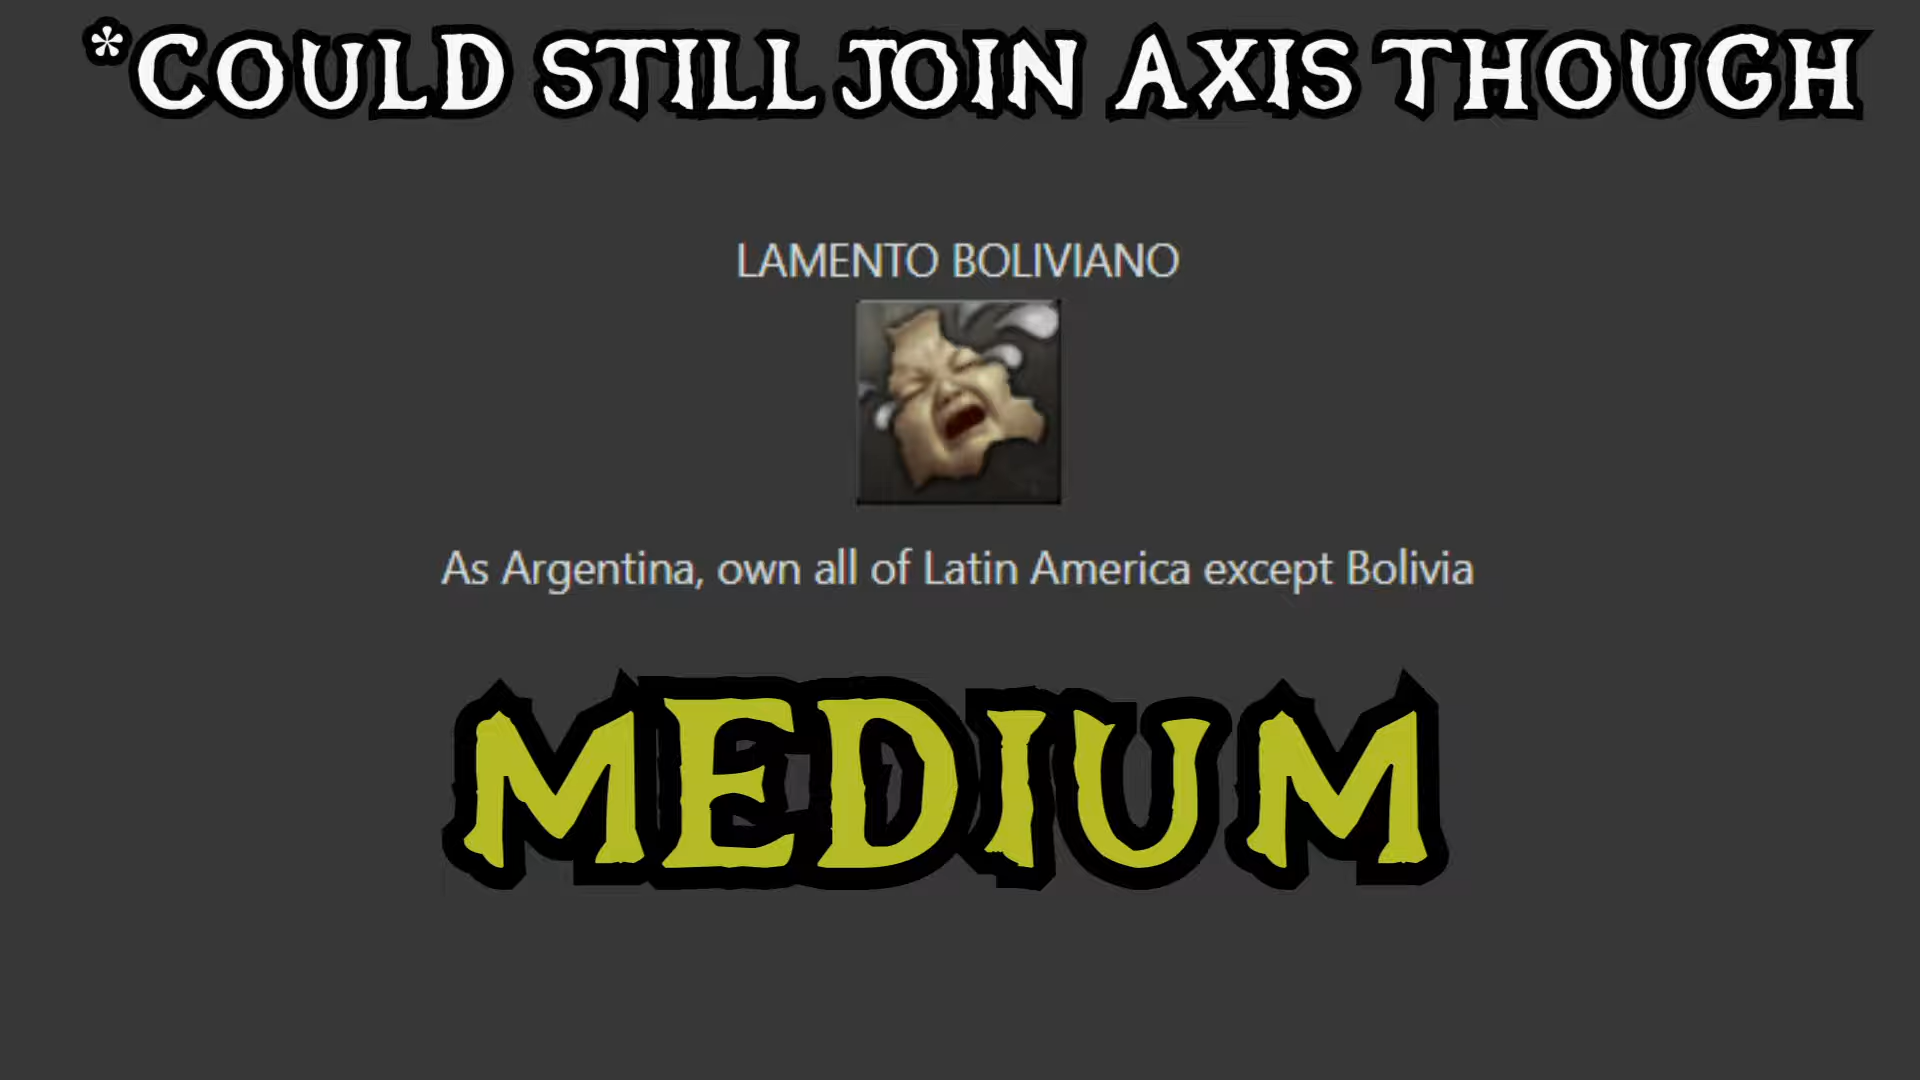 *COULD STILL JOIN AXIS THOUGH
LAMENTO BOLIVIANO
As Argentina, own all of Latin America except Bolivia
MEDIUM